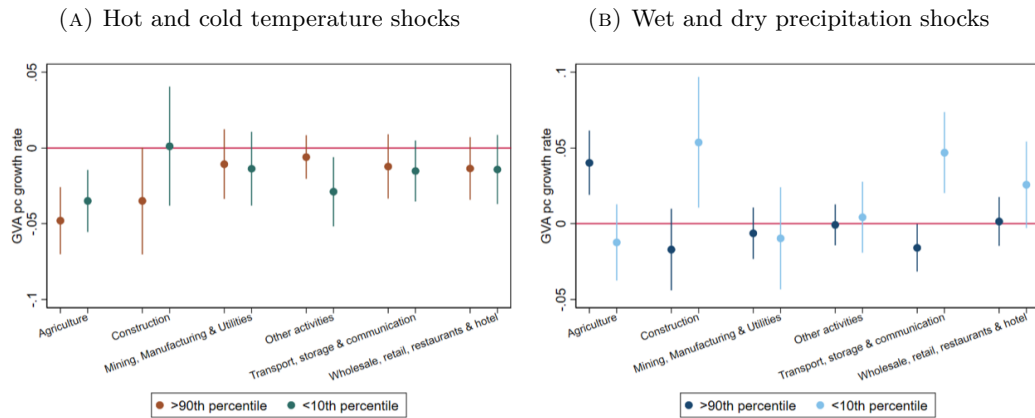 (A) Hot and cold temperature shocks
.05
0
-.05
-.1
GVA pc growth rate
Agriculture
Construction
Mining, Manufacturing & Utilities
Other activities
Transport, storage & communication
Wholesale, retail, restaurants & hotel
>90th percentile <10th percentile
(B) Wet and dry precipitation shocks
.1
.05
0
-.05
GVA pc growth rate
Agriculture
Construction
Mining, Manufacturing & Utilities
Other activities
Transport, storage & communication
Wholesale, retail, restaurants & hotel
>90th percentile <10th percentile